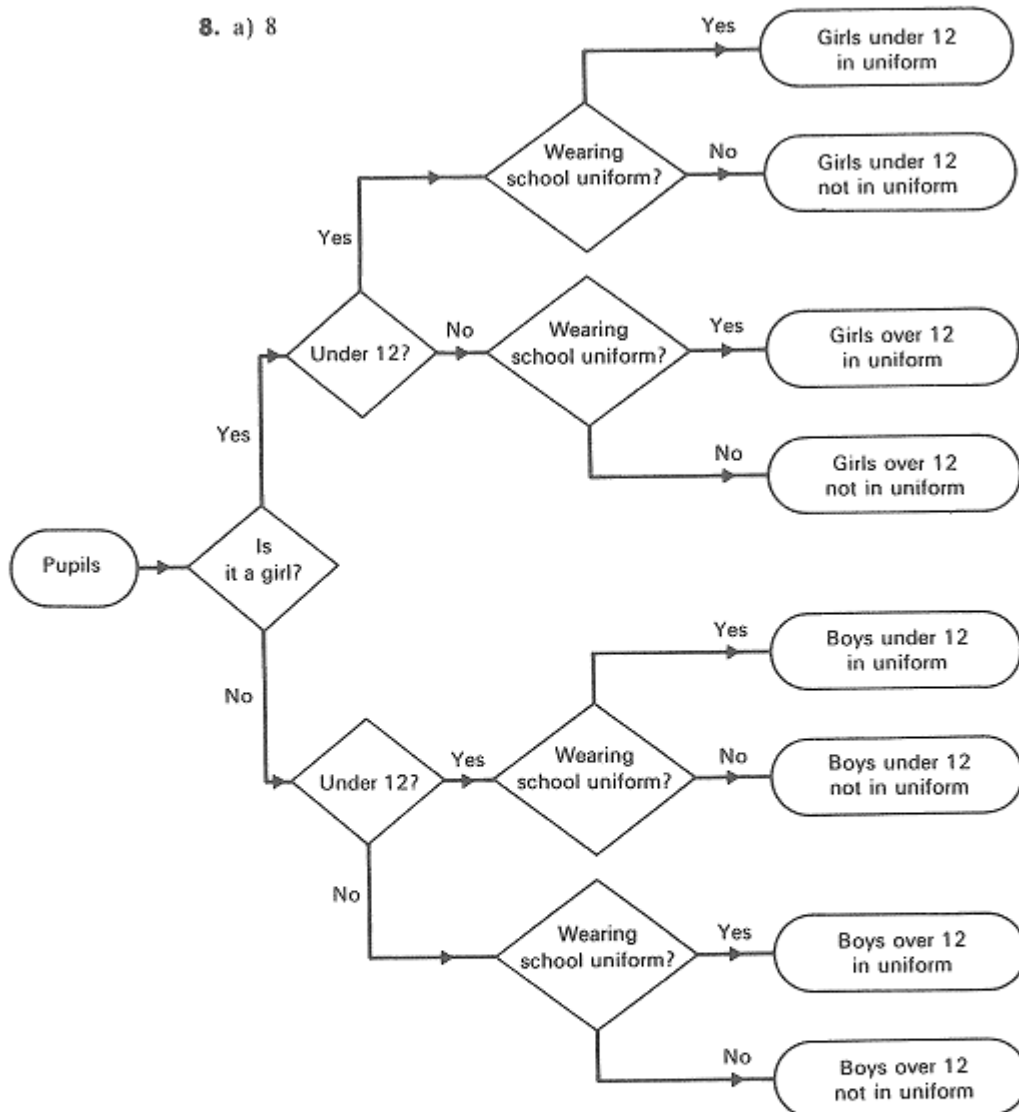 8. a) 8
Yes
Girls under 12
in uniform
Wearing
school uniform?
No
Girls under 12
not in uniform
Yes
Under 12?
No
Wearing
school uniform?
Yes
Girls over 12
in uniform
Yes
No
Girls over 12
not in uniform
Pupils
Is
it a girl?
No
Yes
Boys under 12
in uniform
Under 12?
Yes
Wearing
school uniform?
No
Boys under 12
not in uniform
No
Wearing
school uniform?
Yes
Boys over 12
in uniform
No
Boys over 12
not in uniform